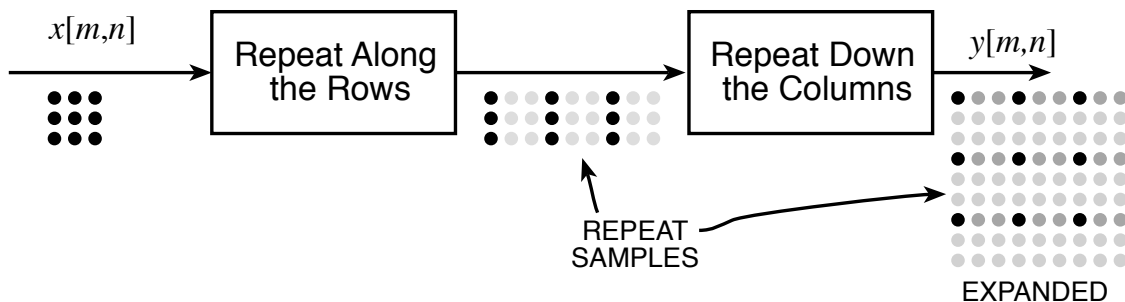 x[m,n]
Repeat Along
the Rows
Repeat Down
the Columns
y[m,n]
REPEAT
SAMPLES
EXPANDED